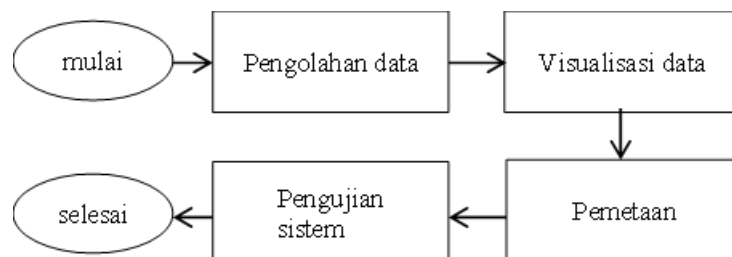 mulai
Pengolahan data
Visualisasi data
Pemetaan
Pengujian
sistem
selesai